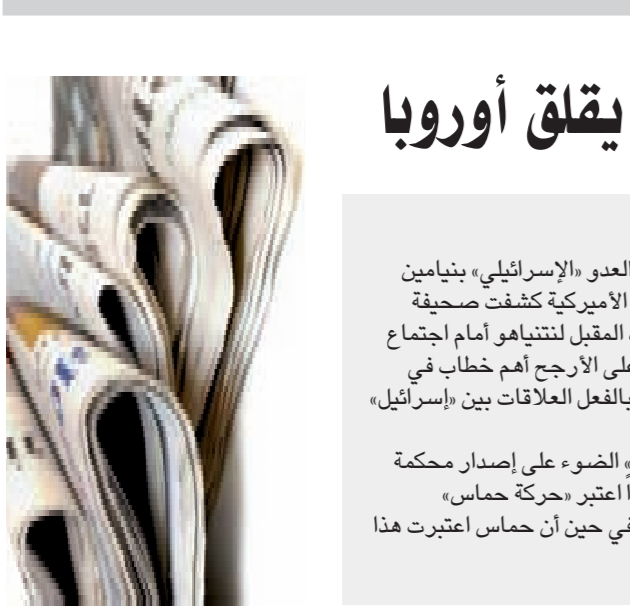 يقلق أوروبا
العدو «الإسرائيلي» بنيامين
الأميركية كشفت صحيفة
المقبل لنتنياهو أمام اجتماع
على الأرجح أهم خطاب في
بالفعل العلاقات بين «إسرائيل»
الضوء على إصدار محكمة
اعتبر «حركة حماس»
في حين أن حماس اعتبرت هذا